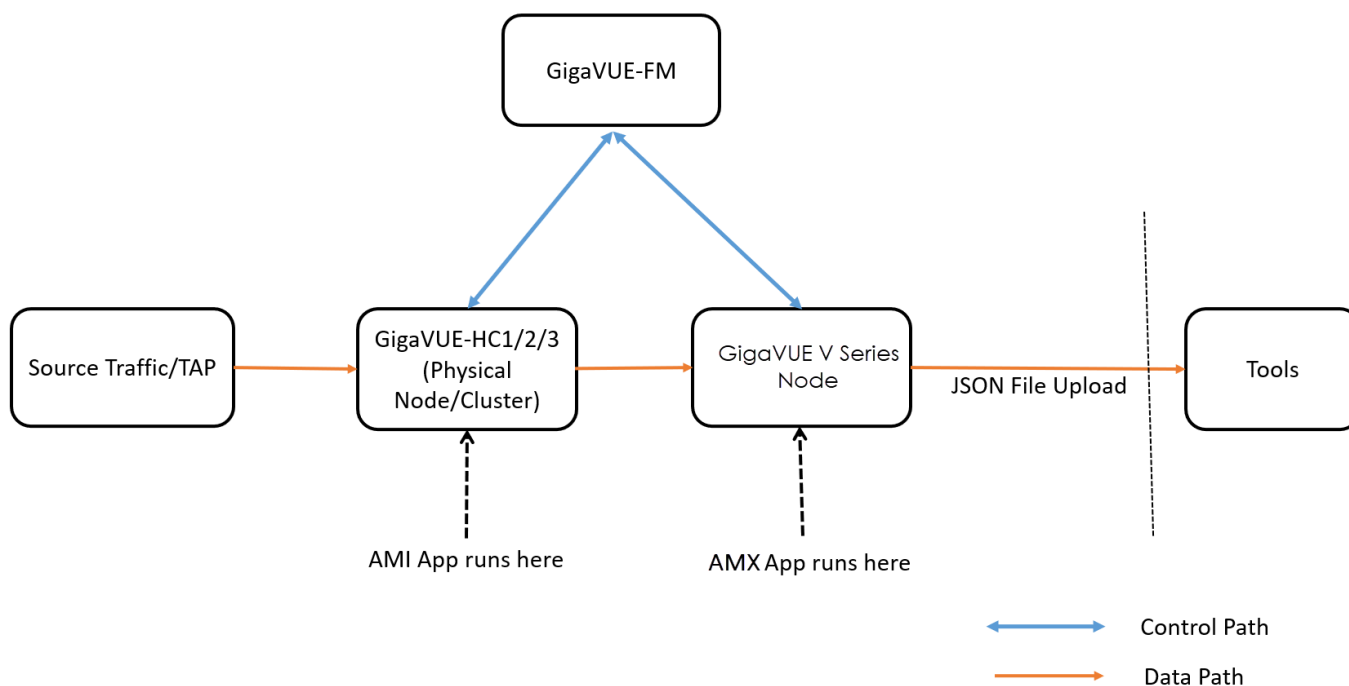 GigaVUE-FM
Source Traffic/TAP
GigaVUE-HC1/2/3
(Physical
Node/Cluster)
GigaVUE V Series
Node
JSON File Upload
Tools
AMI App runs here
AMX App runs here
Control Path
Data Path